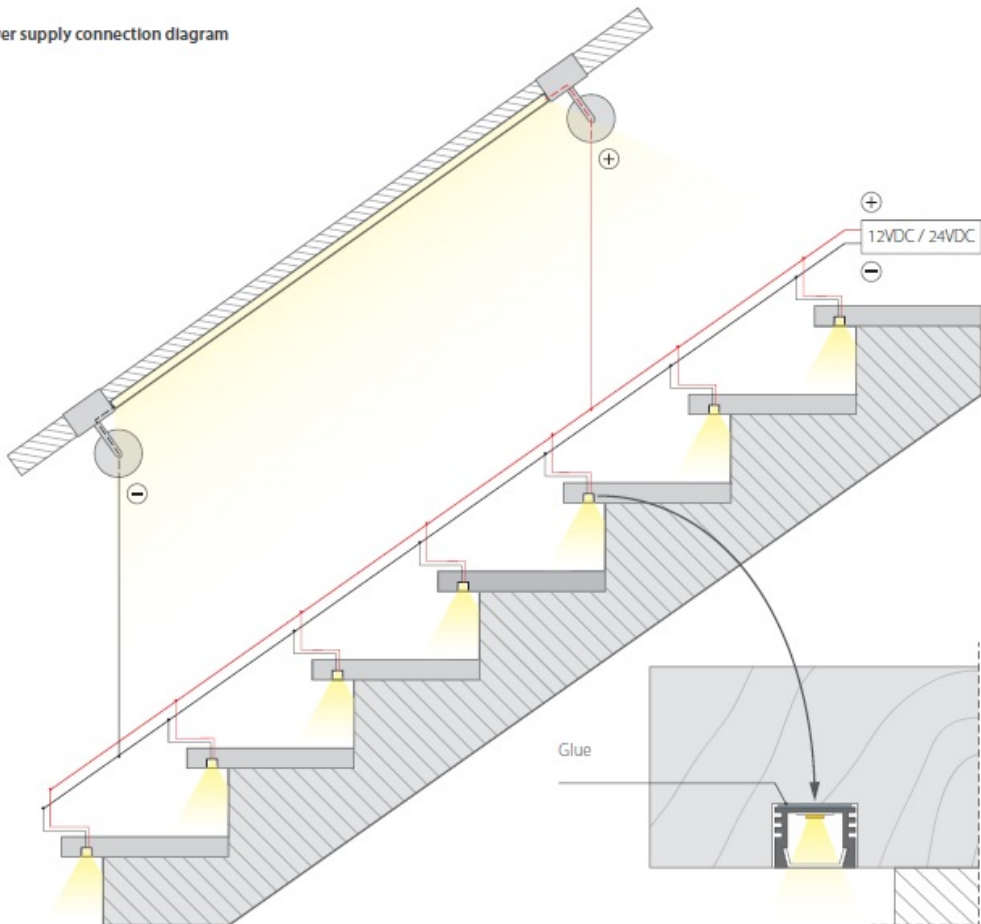 er supply connection diagram
+
+
12VDC / 24VDC
−
−
Glue